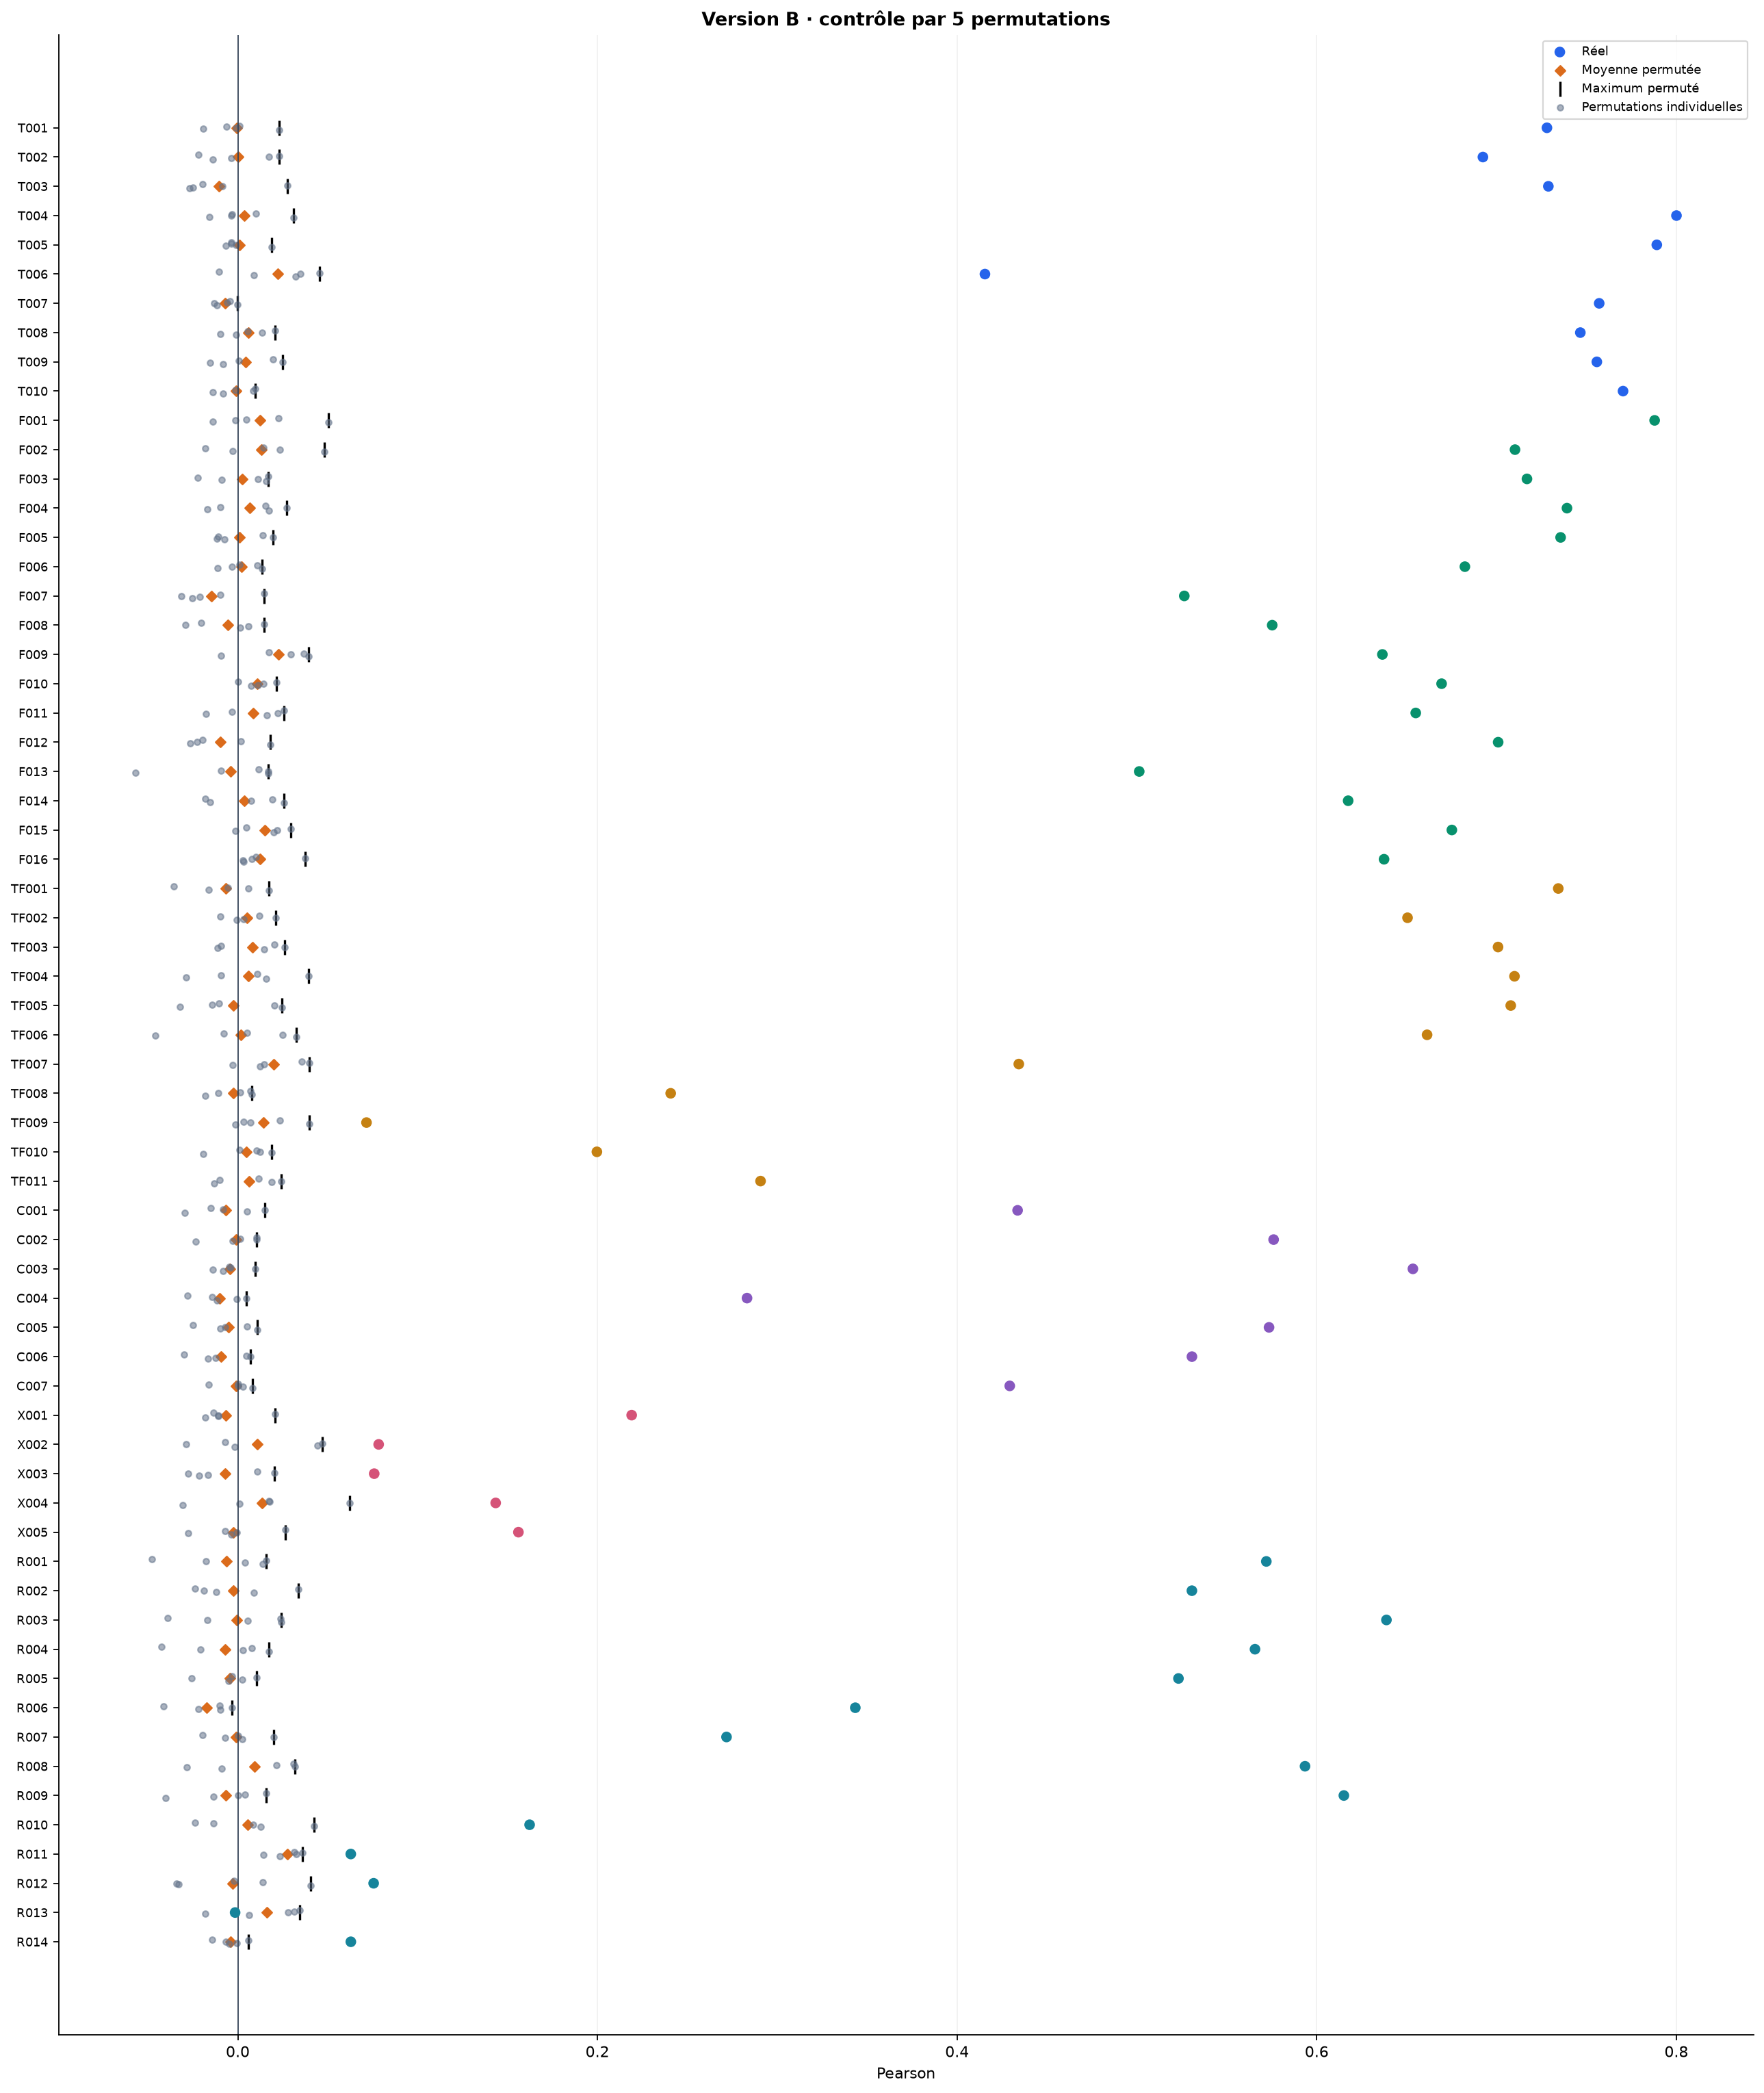 Version B · contrôle par 5 permutations
Réel
Moyenne permutée
Maximum permuté
Permutations individuelles
T001
T002
T003
T004
T005
T006
T007
T008
T009
T010
F001
F002
F003
F004
F005
F006
F007
F008
F009
F010
F011
F012
F013
F014
F015
F016
TF001
TF002
TF003
TF004
TF005
TF006
TF007
TF008
TF009
TF010
TF011
C001
C002
C003
C004
C005
C006
C007
X001
X002
X003
X004
X005
R001
R002
R003
R004
R005
R006
R007
R008
R009
R010
R011
R012
R013
R014
0.0 0.2 0.4 0.6 0.8
Pearson